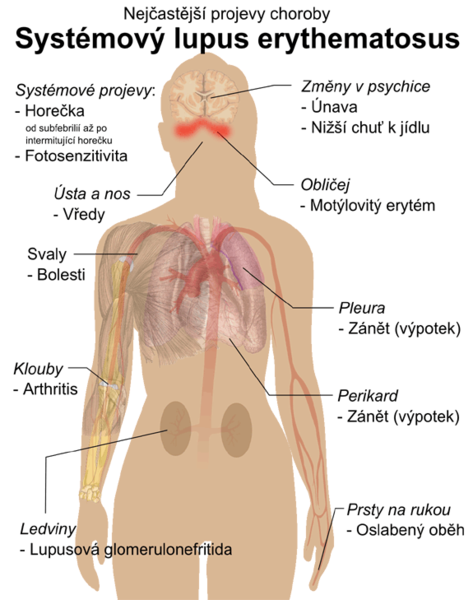 Nejčastější projevy choroby
Systémový lupus erythematosus
Systémové projevy:
- Horečka
od subfebrilií až po
intermitující horečku
- Fotosenzitivita
Změny v psychice
- Únava
- Nižší chuť k jídlu
Ústa a nos
- Vředy
Obličej
- Motýlovitý erytém
Svaly
- Bolesti
Pleura
- Zánět (výpotek)
Klouby
- Arthritis
Perikard
- Zánět (výpotek)
Ledviny
- Lupusová glomerulonefritida
Prsty na rukou
- Oslabený oběh